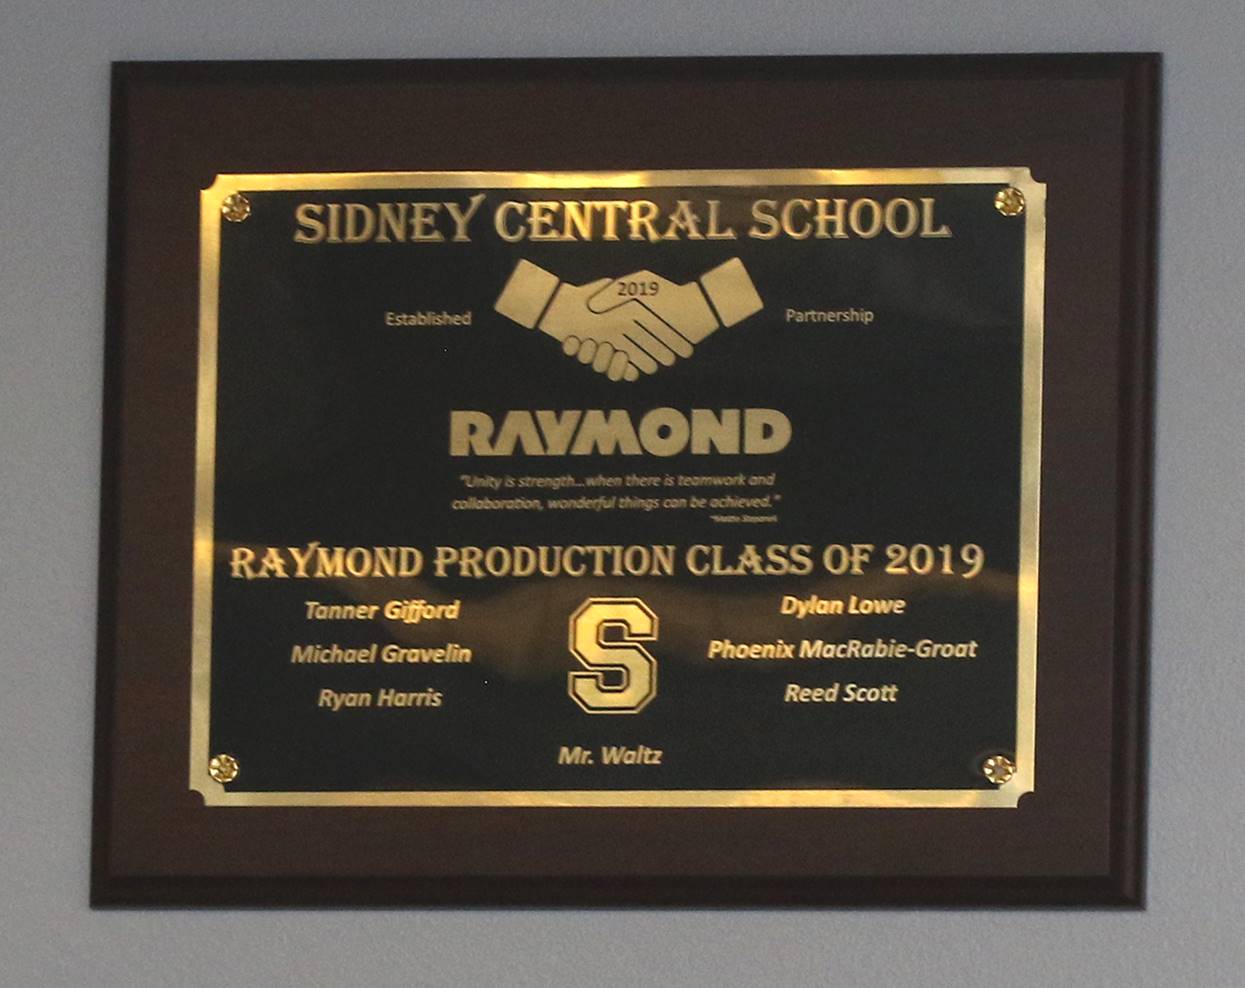 SIDNEY CENTRAL SCHOOL
2019
Established
Partnership
RAYMOND
"Unity is strength...when there is teamwork and
collaboration, wonderful things can be achieved."
RAYMOND PRODUCTION CLASS OF 2019
Tanner Gifford
Dylan Lowe
Michael Gravelin
S
Phoenix MacRabie-Groat
Ryan Harris
Reed Scott
Mr. Waltz